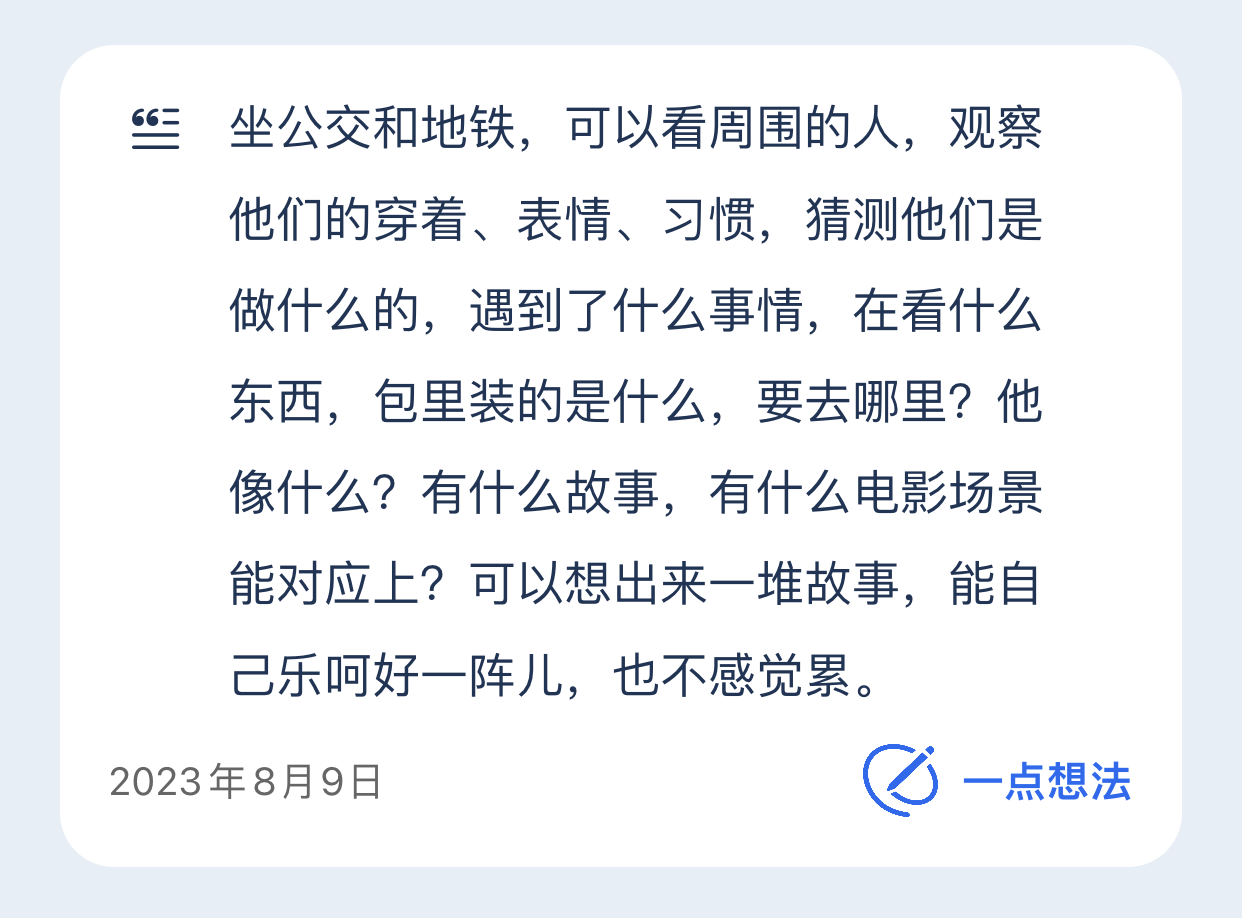 坐公交和地铁，可以看周围的人，观察
他们的穿着、表情、习惯，猜测他们是
做什么的，遇到了什么事情，在看什么
东西，包里装的是什么，要去哪里？他
像什么？有什么故事，有什么电影场景
能对应上？可以想出来一堆故事，能自
己乐呵好一阵儿，也不感觉累。
2023年8月9日
一点想法